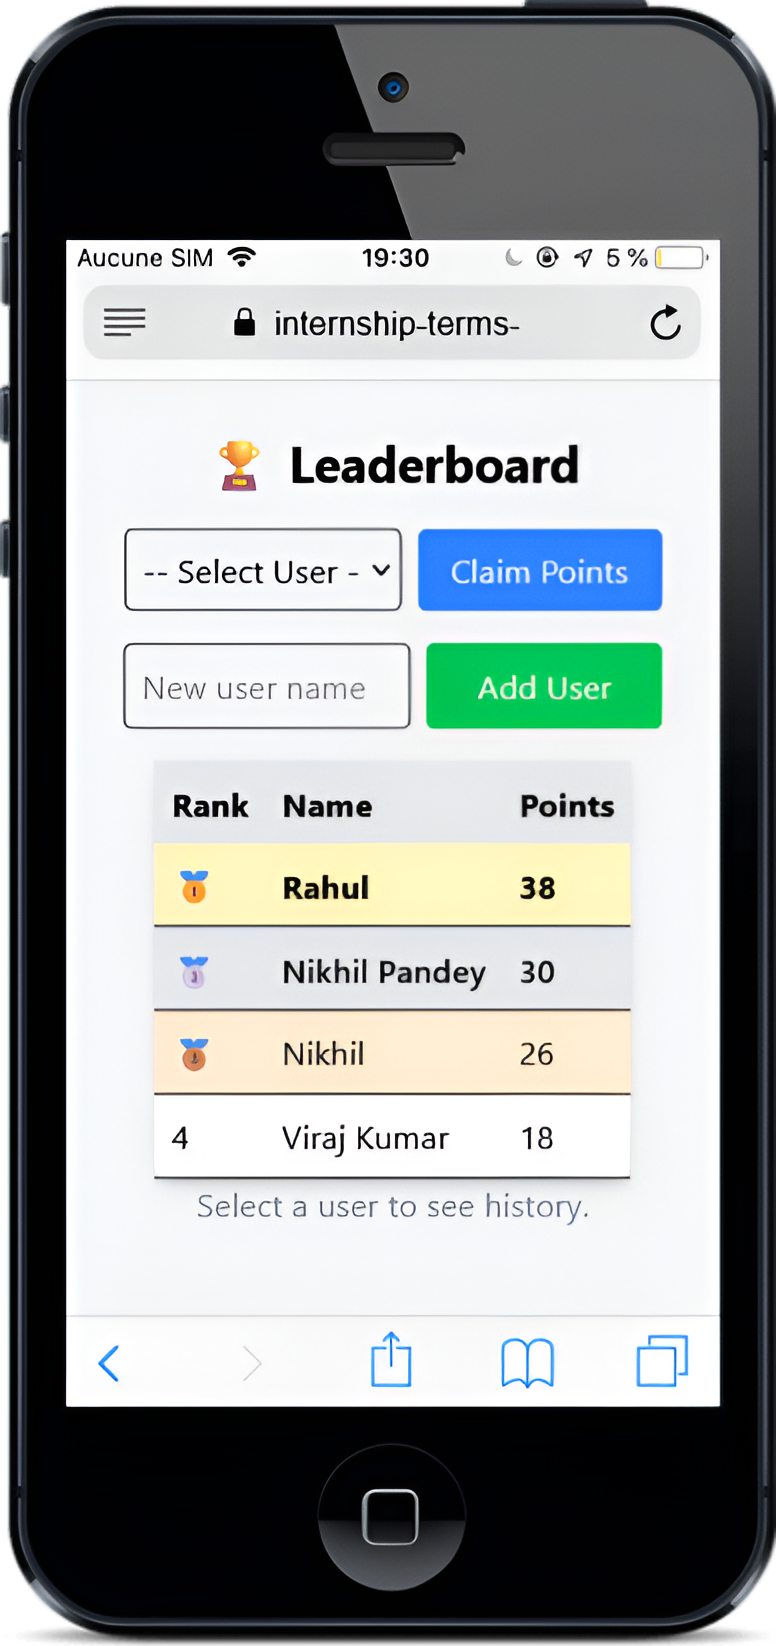 Aucune SIM 19:30 5 %
internship-terms-
🏆 Leaderboard
-- Select User - Claim Points
New user name Add User
Rank Name Points
🥇 Rahul 38
🥈 Nikhil Pandey 30
🥉 Nikhil 26
4 Viraj Kumar 18
Select a user to see history.